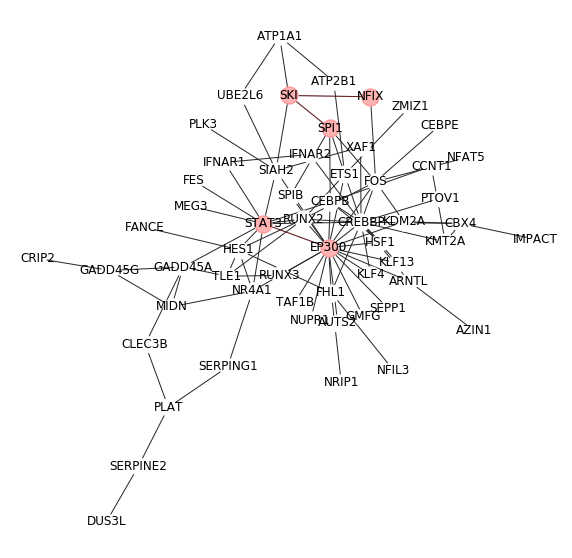 ATP1A1
ATP2B1
UBE2L6
SKI
NFIX
ZMIZ1
PLK3
SPI1
CEBPE
XAF1
IFNAR2
IFNAR1
NFAT5
CCNT1
SIAH2
ETS1
FOS
FES
SPIB
PTOV1
CEBPB
MEG3
RUNX2
STAT3
CREBBP
KDM2A
CBX4
FANCE
IMPACT
KMT2A
HSF1
HES1
EP300
CRIP2
KLF13
GADD45G
GADD45A
TLE1
RUNX3
KLF4
ARNTL
NR4A1
FHL1
TAF1B
MIDN
SEPP1
GMFG
NUPR1
AUTS2
AZIN1
CLEC3B
SERPING1
NFIL3
NRIP1
PLAT
SERPINE2
DUS3L